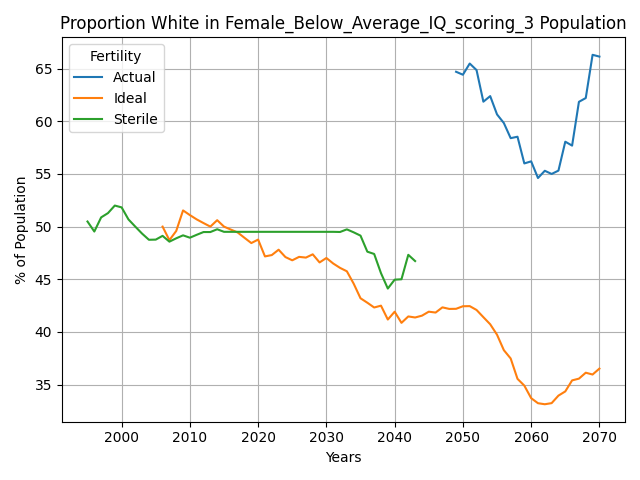 Proportion White in Female_Below_Average_IQ_scoring_3 Population
Fertility
Actual
Ideal
Sterile
% of Population
65
60
55
50
45
40
35
2000 2010 2020 2030 2040 2050 2060 2070
Years